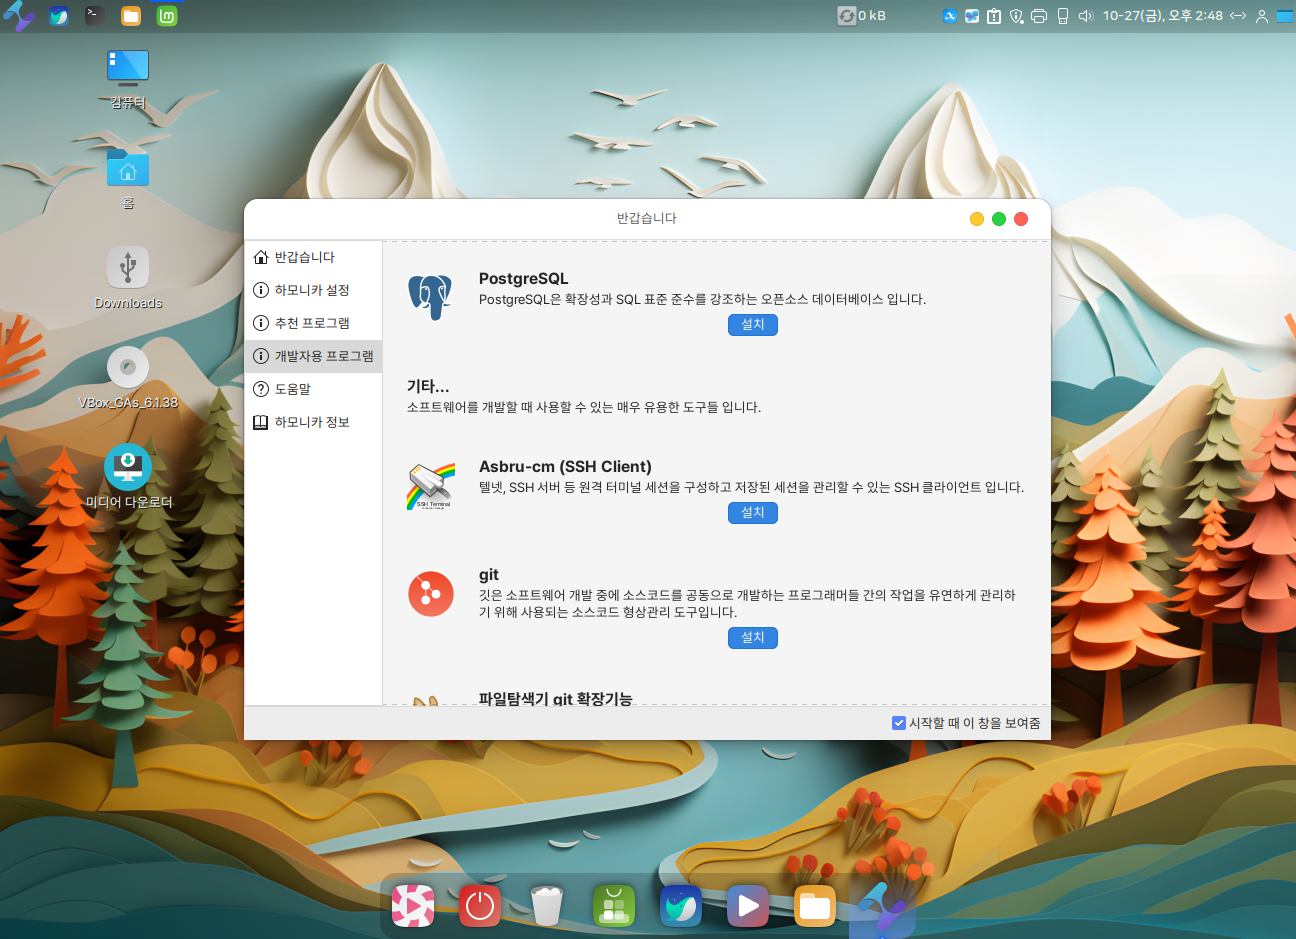 0 kB
10-27(금), 오후 2:48
컴퓨터
홈
Downloads
VBox_GAs_6.1.38
미디어 다운로더
반갑습니다
반갑습니다
하모니카 설정
추천 프로그램
개발자용 프로그램
도움말
하모니카 정보
PostgreSQL
PostgreSQL은 확장성과 SQL 표준 준수를 강조하는 오픈소스 데이터베이스 입니다.
설치
기타...
소프트웨어를 개발할 때 사용할 수 있는 매우 유용한 도구들 입니다.
Asbru-cm (SSH Client)
텔넷, SSH 서버 등 원격 터미널 세션을 구성하고 저장된 세션을 관리할 수 있는 SSH 클라이언트 입니다.
SSH Terminal
설치
git
깃은 소프트웨어 개발 중에 소스코드를 공동으로 개발하는 프로그래머들 간의 작업을 유연하게 관리하
기 위해 사용되는 소스코드 형상관리 도구입니다.
설치
파일탐색기 git 확장기능
시작할 때 이 창을 보여줌